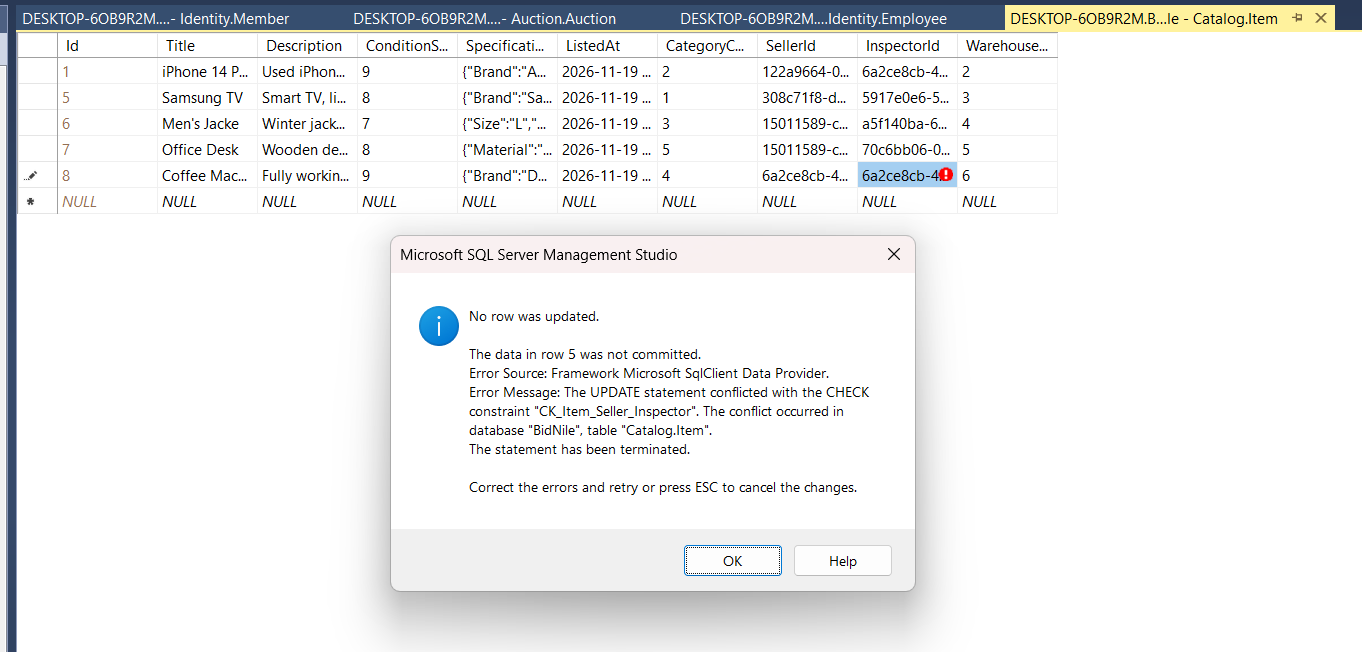 DESKTOP-6OB9R2M....- Identity.Member DESKTOP-6OB9R2M....- Auction.Auction DESKTOP-6OB9R2M....Identity.Employee DESKTOP-6OB9R2M.B...le - Catalog.Item
Id Title Description ConditionS... Specificati... ListedAt CategoryC... SellerId InspectorId Warehouse...
1 iPhone 14 P... Used iPhon... 9 {"Brand":"A... 2026-11-19 ... 2 122a9664-0... 6a2ce8cb-4... 2
5 Samsung TV Smart TV, li... 8 {"Brand":"Sa... 2026-11-19 ... 1 308c71f8-d... 5917e0e6-5... 3
6 Men's Jacke Winter jack... 7 {"Size":"L","... 2026-11-19 ... 3 15011589-c... a5f140ba-6... 4
7 Office Desk Wooden de... 8 {"Material":"... 2026-11-19 ... 5 15011589-c... 70c6bb06-0... 5
8 Coffee Mac... Fully workin... 9 {"Brand":"D... 2026-11-19 ... 4 6a2ce8cb-4... 6a2ce8cb-4 6
NULL NULL NULL NULL NULL NULL NULL NULL NULL NULL
Microsoft SQL Server Management Studio
No row was updated.
The data in row 5 was not committed.
Error Source: Framework Microsoft SqlClient Data Provider.
Error Message: The UPDATE statement conflicted with the CHECK
constraint "CK_Item_Seller_Inspector". The conflict occurred in
database "BidNile", table "Catalog.Item".
The statement has been terminated.
Correct the errors and retry or press ESC to cancel the changes.
OK Help